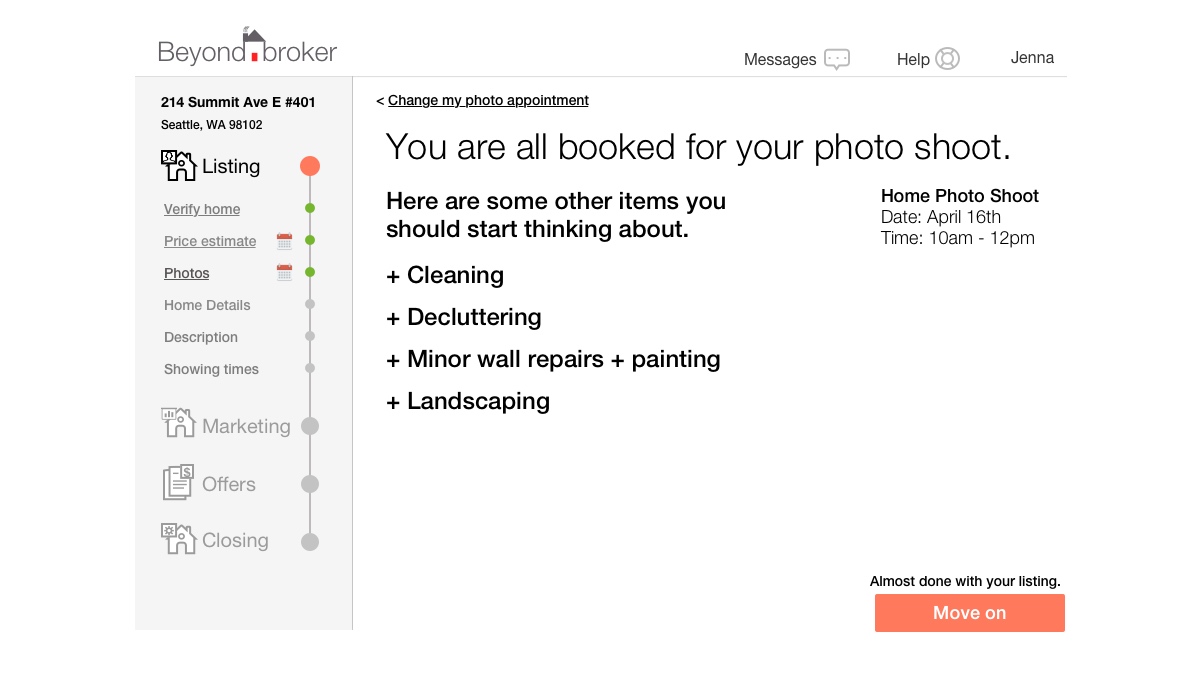 Beyond broker
Messages
Help
Jenna
214 Summit Ave E #401
Seattle, WA 98102
Listing
Verify home
Price estimate
Photos
Home Details
Description
Showing times
Marketing
$
Offers
Closing
< Change my photo appointment
You are all booked for your photo shoot.
Here are some other items you
should start thinking about.
+ Cleaning
+ Decluttering
+ Minor wall repairs + painting
+ Landscaping
Home Photo Shoot
Date: April 16th
Time: 10am - 12pm
Almost done with your listing.
Move on